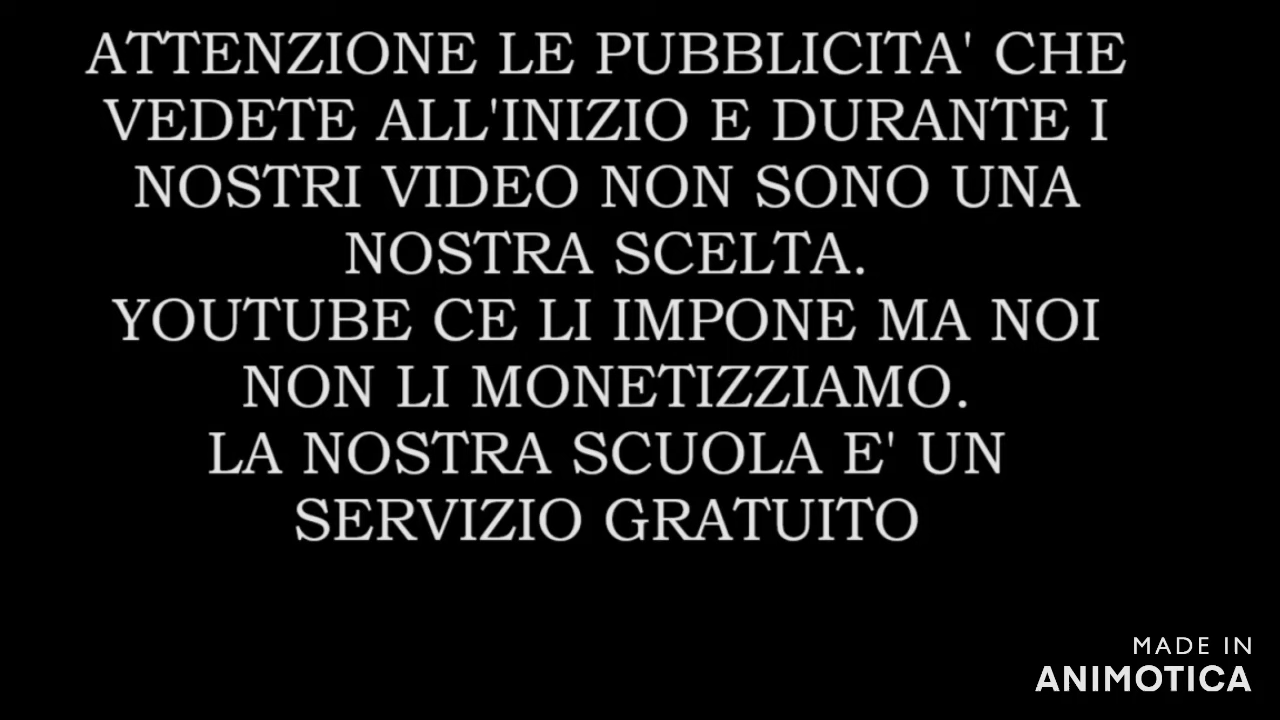 ATTENZIONE LE PUBBLICITA' CHE
VEDETE ALL'INIZIO E DURANTE I
NOSTRI VIDEO NON SONO UNA
NOSTRA SCELTA.
YOUTUBE CE LI IMPONE MA NOI
NON LI MONETIZZIAMO.
LA NOSTRA SCUOLA E' UN
SERVIZIO GRATUITO
MADE IN
ANIMOTICA